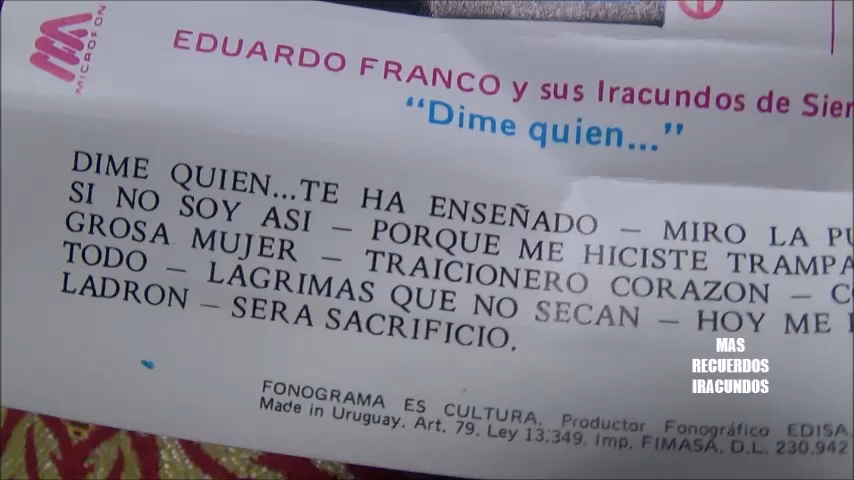 MICROFON
EDUARDO FRANCO y sus Iracundos de Sier
"Dime quien..."
DIME QUIEN...TE HA ENSEÑADO — MIRO LA PU
SI NO SOY ASI — PORQUE ME HICISTE TRAMPA
GROSA MUJER — TRAICIONERO CORAZON — C
TODO — LAGRIMAS QUE NO SECAN — HOY ME
LADRON — SERA SACRIFICIO.
MAS
RECUERDOS
IRACUNDOS
FONOGRAMA ES CULTURA. Productor Fonográfico EDISA
Made in Uruguay. Art. 79. Ley 13.349. Imp. FIMASA. D.L. 230.942